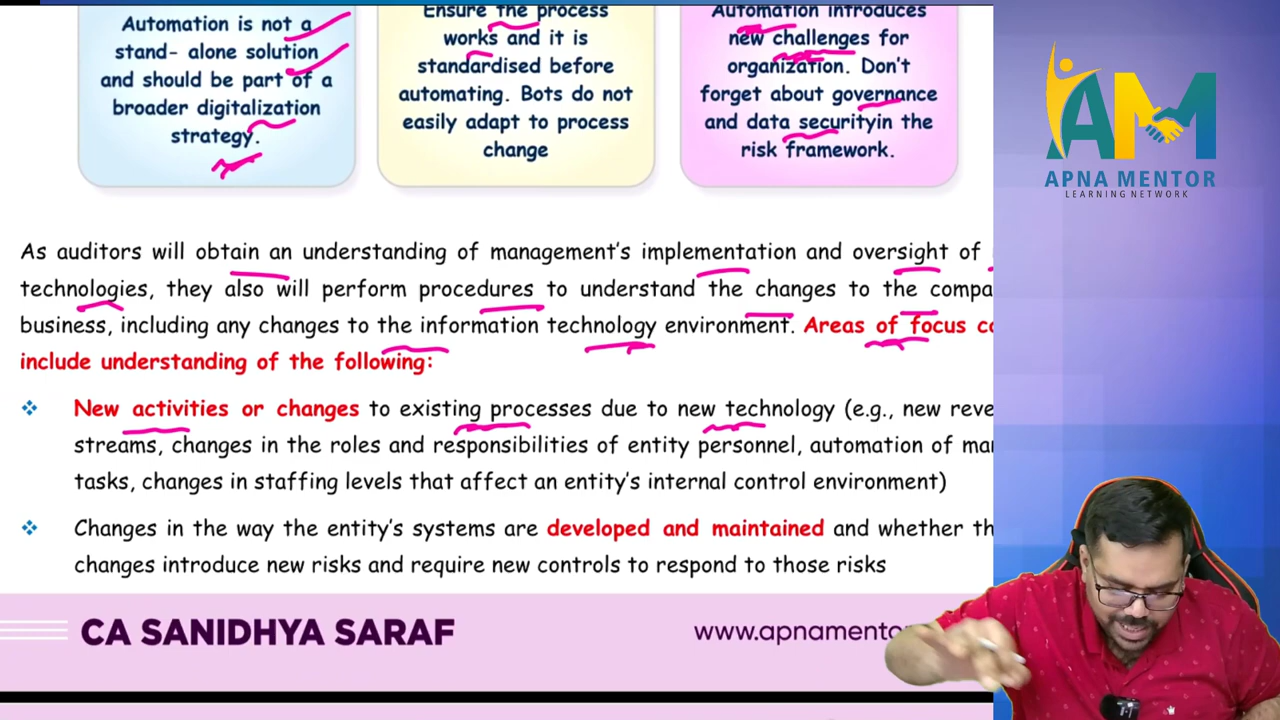 Automation is not a
stand- alone solution
and should be part of a
broader digitalization
strategy.
Ensure the process
works and it is
standardised before
automating. Bots do not
easily adapt to process
change
Automation introduces
new challenges for
organization. Don't
forget about governance
and data securityin the
risk framework.
AM
APNA MENTOR
LEARNING NETWORK
As auditors will obtain an understanding of management's implementation and oversight of
technologies, they also will perform procedures to understand the changes to the compa
business, including any changes to the information technology environment. Areas of focus co
include understanding of the following:
❖ New activities or changes to existing processes due to new technology (e.g., new reve
streams, changes in the roles and responsibilities of entity personnel, automation of man
tasks, changes in staffing levels that affect an entity's internal control environment)
❖ Changes in the way the entity's systems are developed and maintained and whether th
changes introduce new risks and require new controls to respond to those risks
CA SANIDHYA SARAF
www.apnamentor